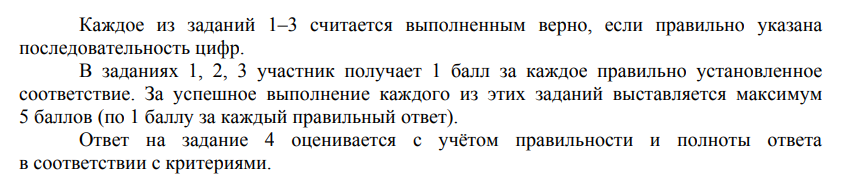 Каждое из заданий 1–3 считается выполненным верно, если правильно указана
последовательность цифр.
В заданиях 1, 2, 3 участник получает 1 балл за каждое правильно установленное
соответствие. За успешное выполнение каждого из этих заданий выставляется максимум
5 баллов (по 1 баллу за каждый правильный ответ).
Ответ на задание 4 оценивается с учётом правильности и полноты ответа
в соответствии с критериями.